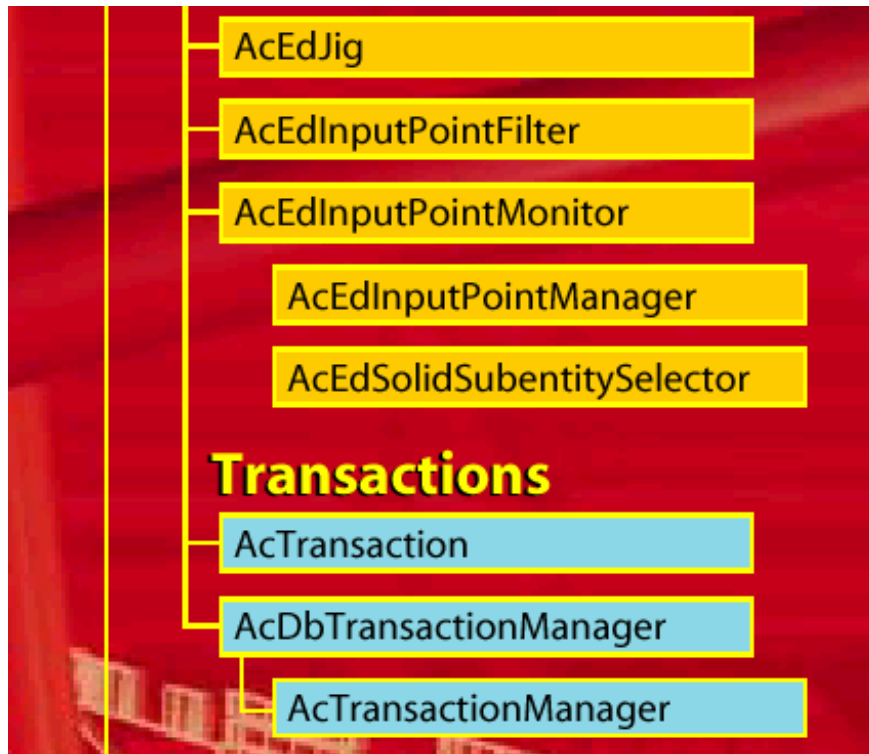 AcEdJig
AcEdInputPointFilter
AcEdInputPointMonitor
AcEdInputPointManager
AcEdSolidSubentitySelector
Transactions
AcTransaction
AcDbTransactionManager
AcTransactionManager